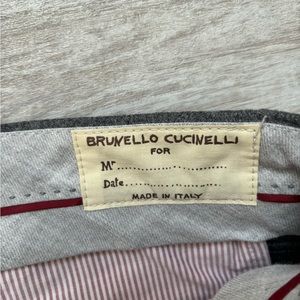 BRUNELLO CUCINELLI
FOR
Mr..............................
Date..............................
MADE IN ITALY